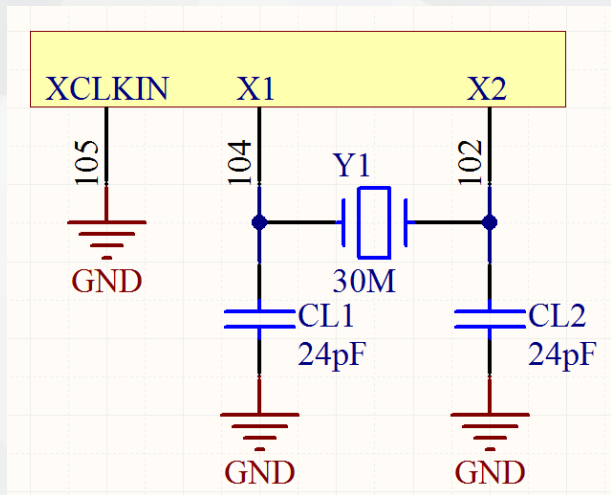 XCLKIN X1 X2
105 104 102
Y1
GND 30M
CL1 CL2
24pF 24pF
GND GND